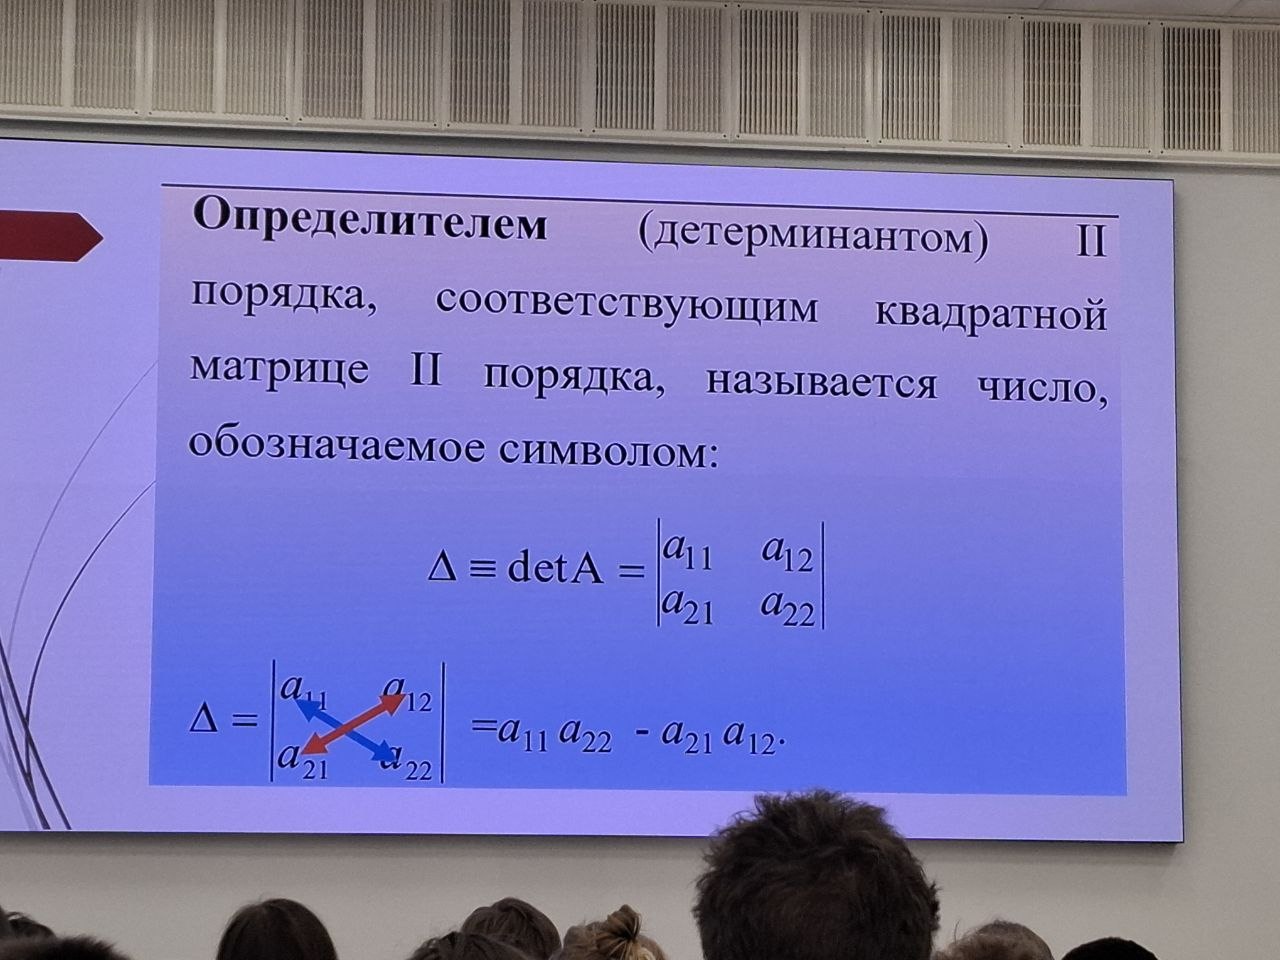 Определителем (детерминантом) II
порядка, соответствующим квадратной
матрице II порядка, называется число,
обозначаемое символом:
Δ ≡ detA = |a₁₁ a₁₂|
|a₂₁ a₂₂|
Δ = |a₁₁ a₁₂| =a₁₁ a₂₂ - a₂₁ a₁₂.
|a₂₁ a₂₂|